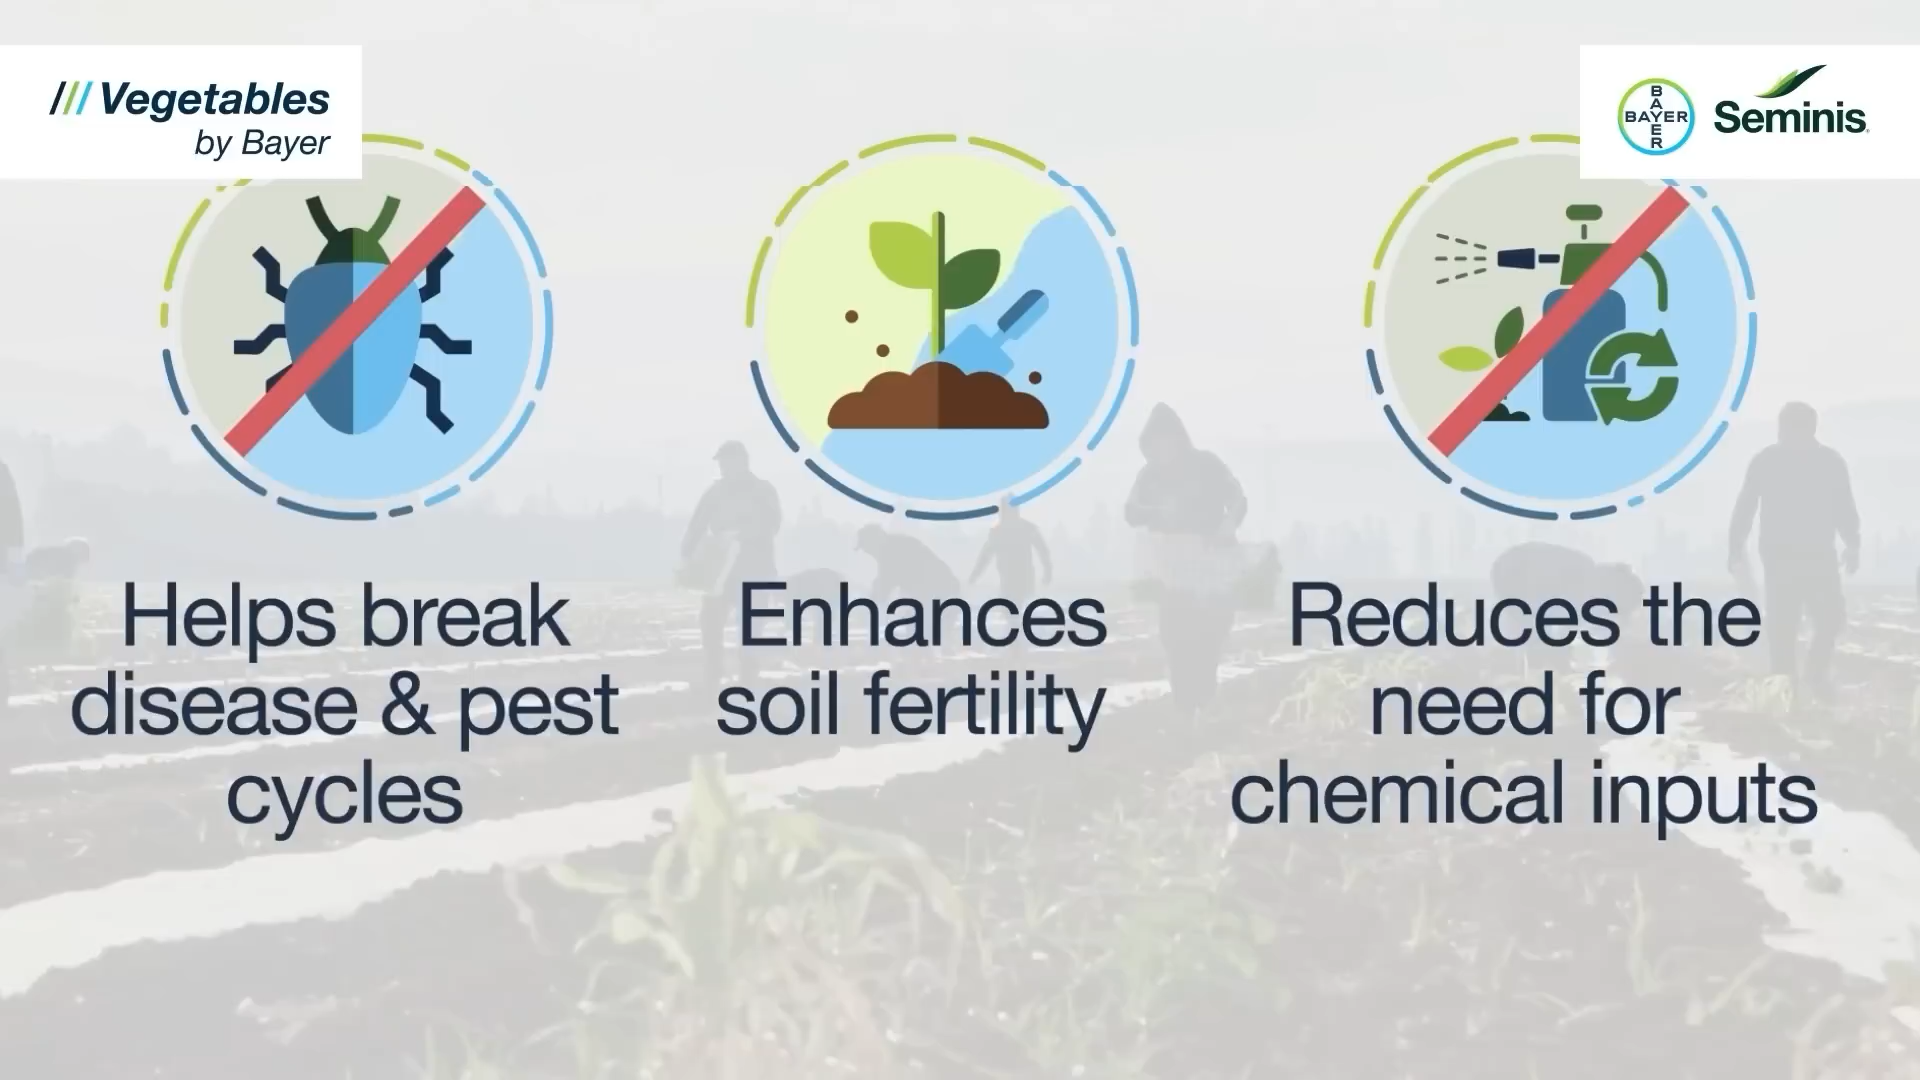 Vegetables
by Bayer
BAYER
BAYER
Seminis
Helps break
disease & pest
cycles
Enhances
soil fertility
Reduces the
need for
chemical inputs